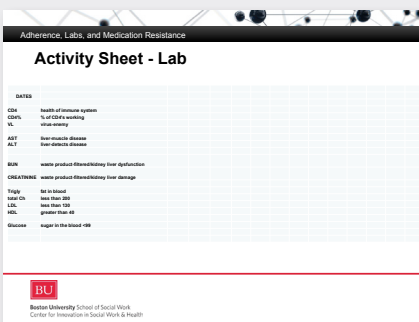 Adherence, Labs, and Medication Resistance
Activity Sheet - Lab
DATES
CD4 health of immune system
CD4% % of CD4's working
VL virus-enemy
AST liver-muscle disease
ALT liver-detects disease
BUN waste product-filtered/kidney liver dysfunction
CREATININE waste product-filtered/kidney liver damage
Trigly fat in blood
total Ch less than 200
LDL less than 130
HDL greater than 40
Glucose sugar in the blood <99
BU
Boston University School of Social Work
Center for Innovation in Social Work & Health